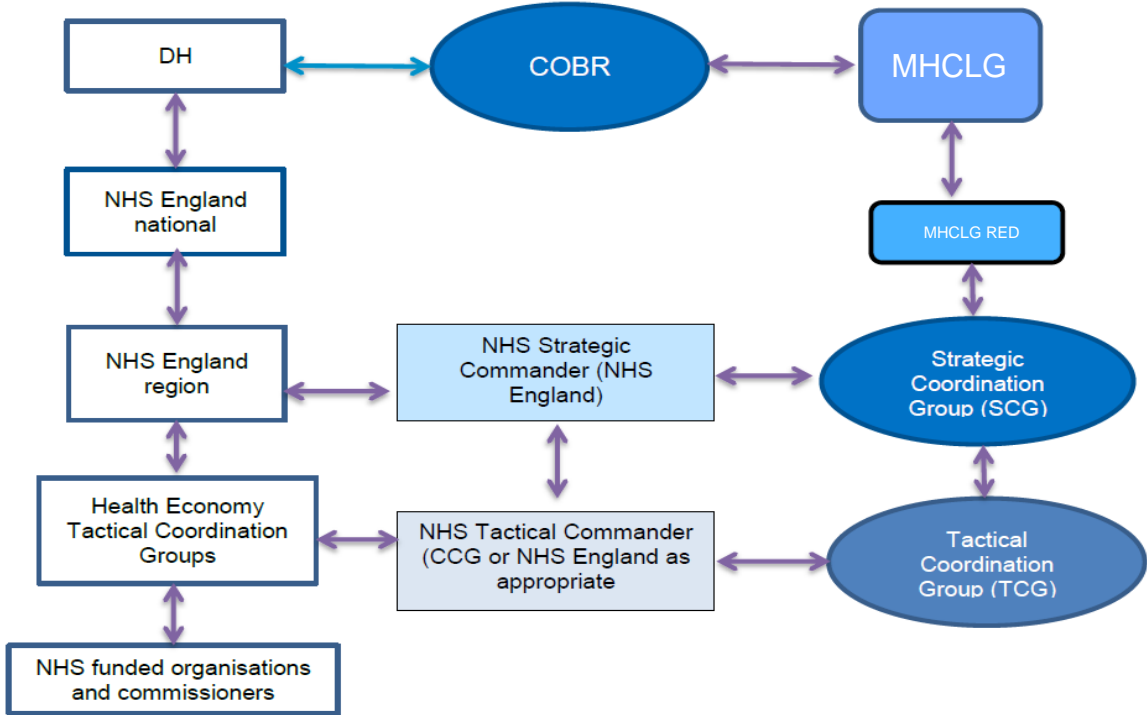 DH
COBR
MHCLG
NHS England
national
MHCLG RED
NHS England
region
NHS Strategic
Commander (NHS
England)
Strategic
Coordination
Group (SCG)
Health Economy
Tactical Coordination
Groups
NHS Tactical Commander
(CCG or NHS England as
appropriate
Tactical
Coordination
Group (TCG)
NHS funded organisations
and commissioners